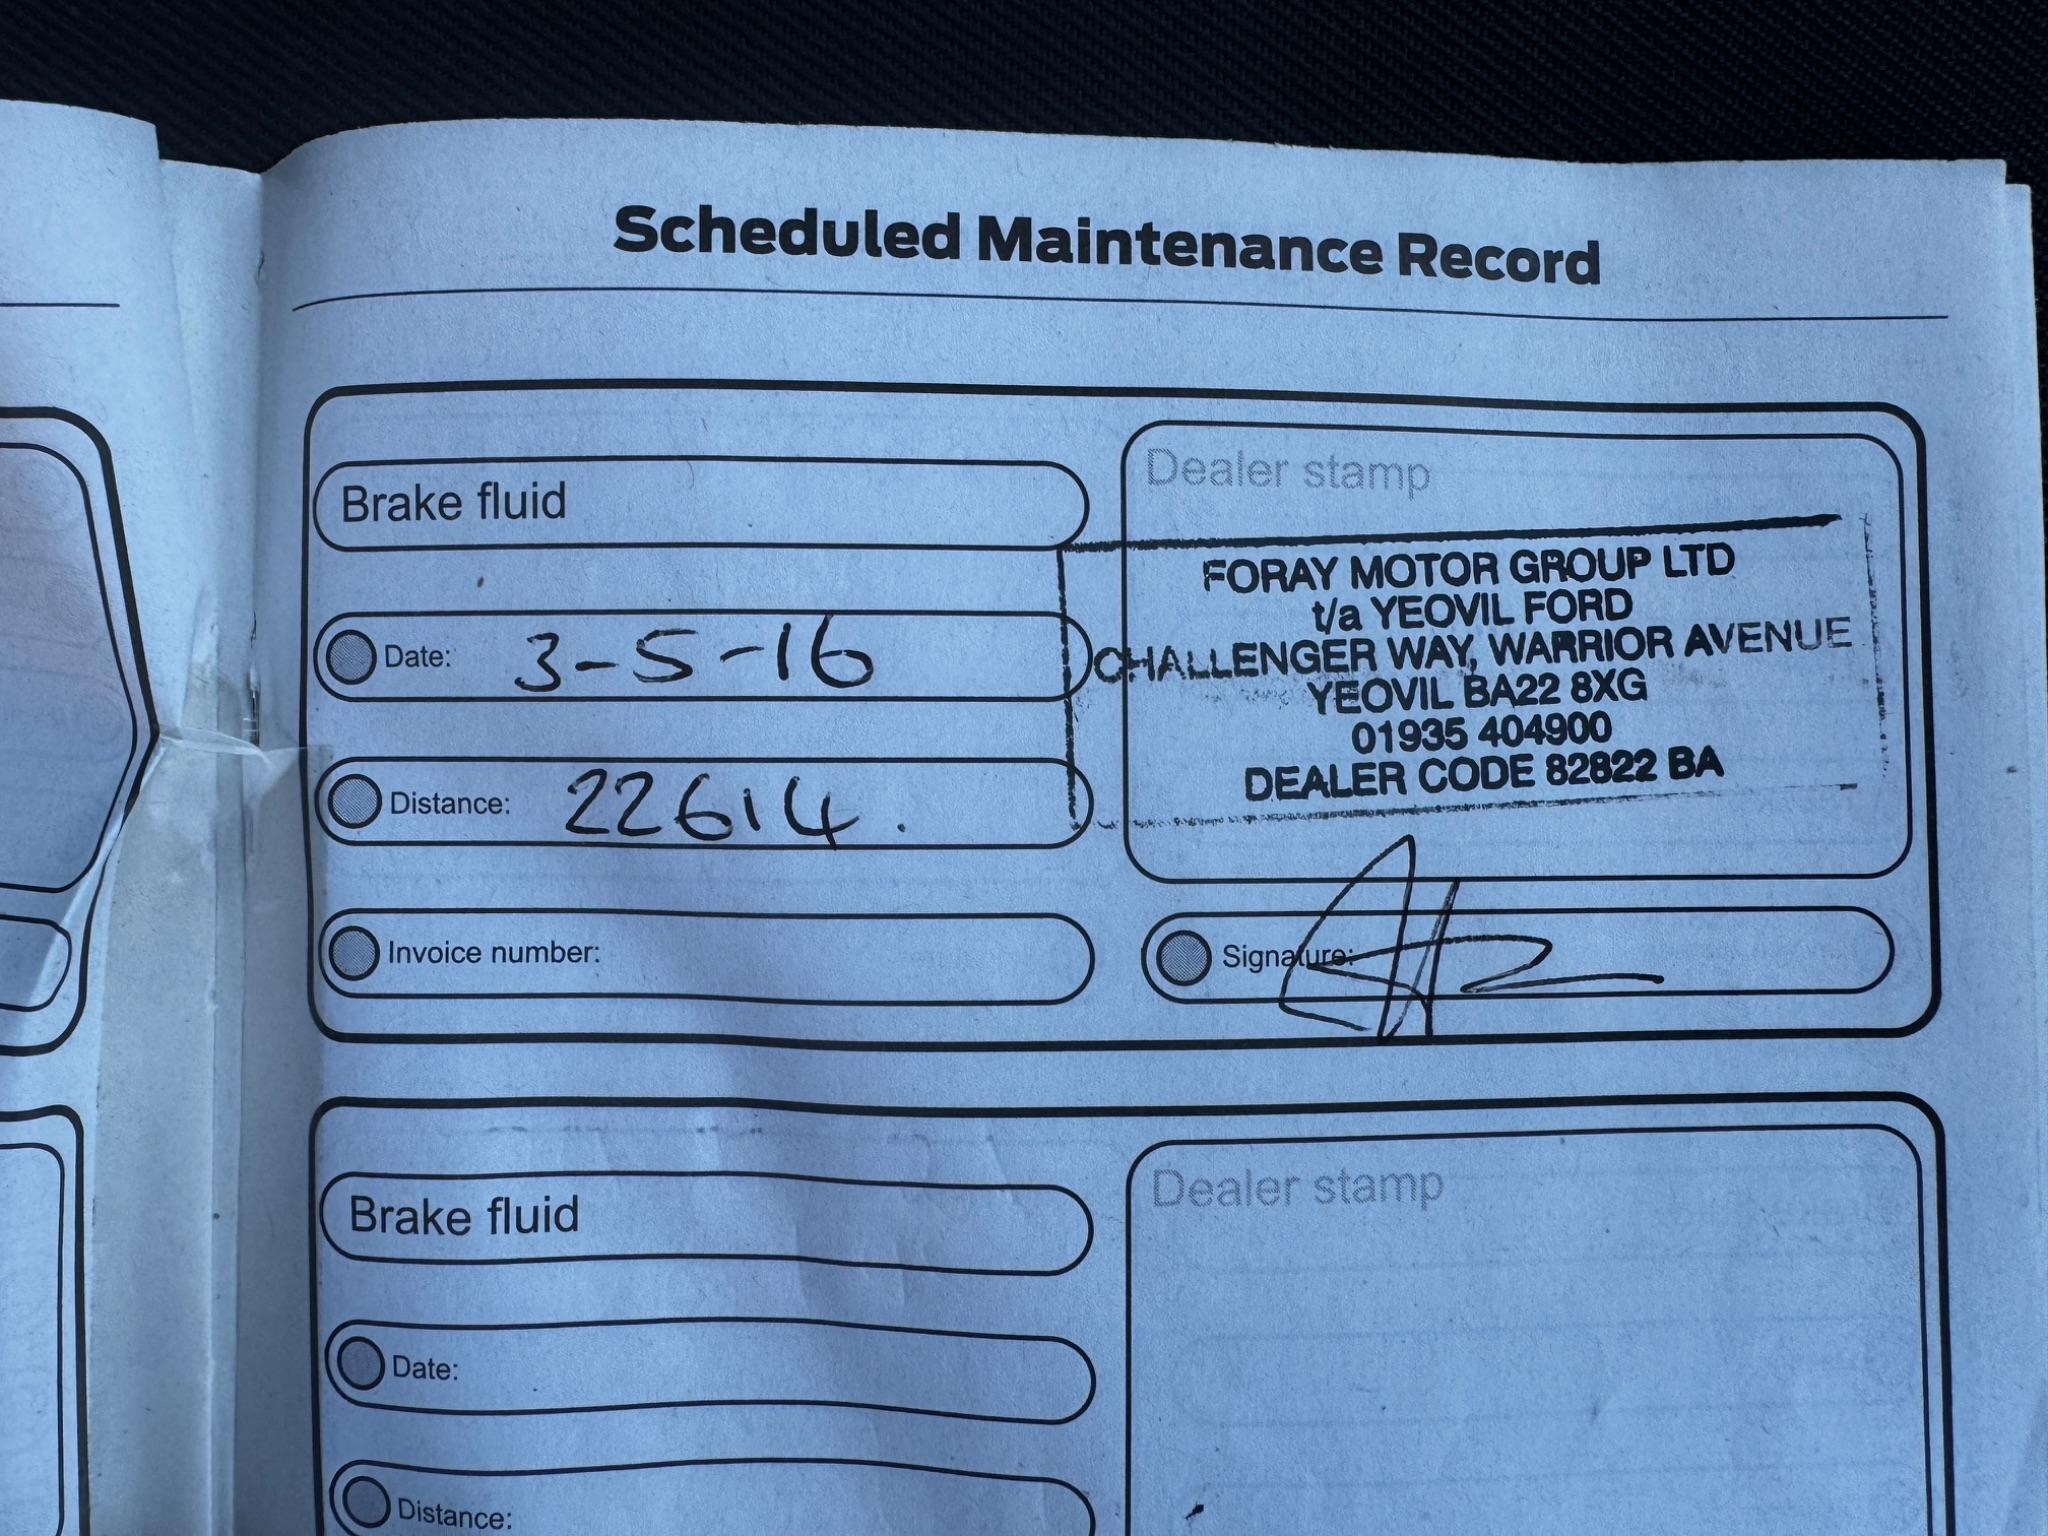 Scheduled Maintenance Record
Brake fluid
Date: 3-5-16
Distance: 22614.
Invoice number:
Dealer stamp
FORAY MOTOR GROUP LTD
t/a YEOVIL FORD
CHALLENGER WAY, WARRIOR AVENUE
YEOVIL BA22 8XG
01935 404900
DEALER CODE 82822 BA
Signature:
Brake fluid
Date:
Distance:
Dealer stamp